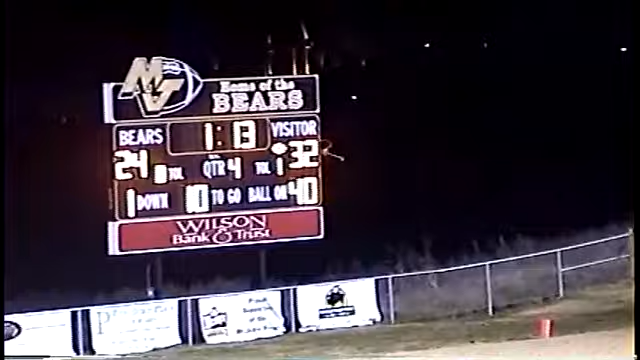 MJ
Home of the
BEARS
BEARS 1:13 VISITOR
24 0 TOL QTR 4 TOL 1 32
1 DOWN 10 TO GO BALL ON 40
WILSON
Bank & Trust